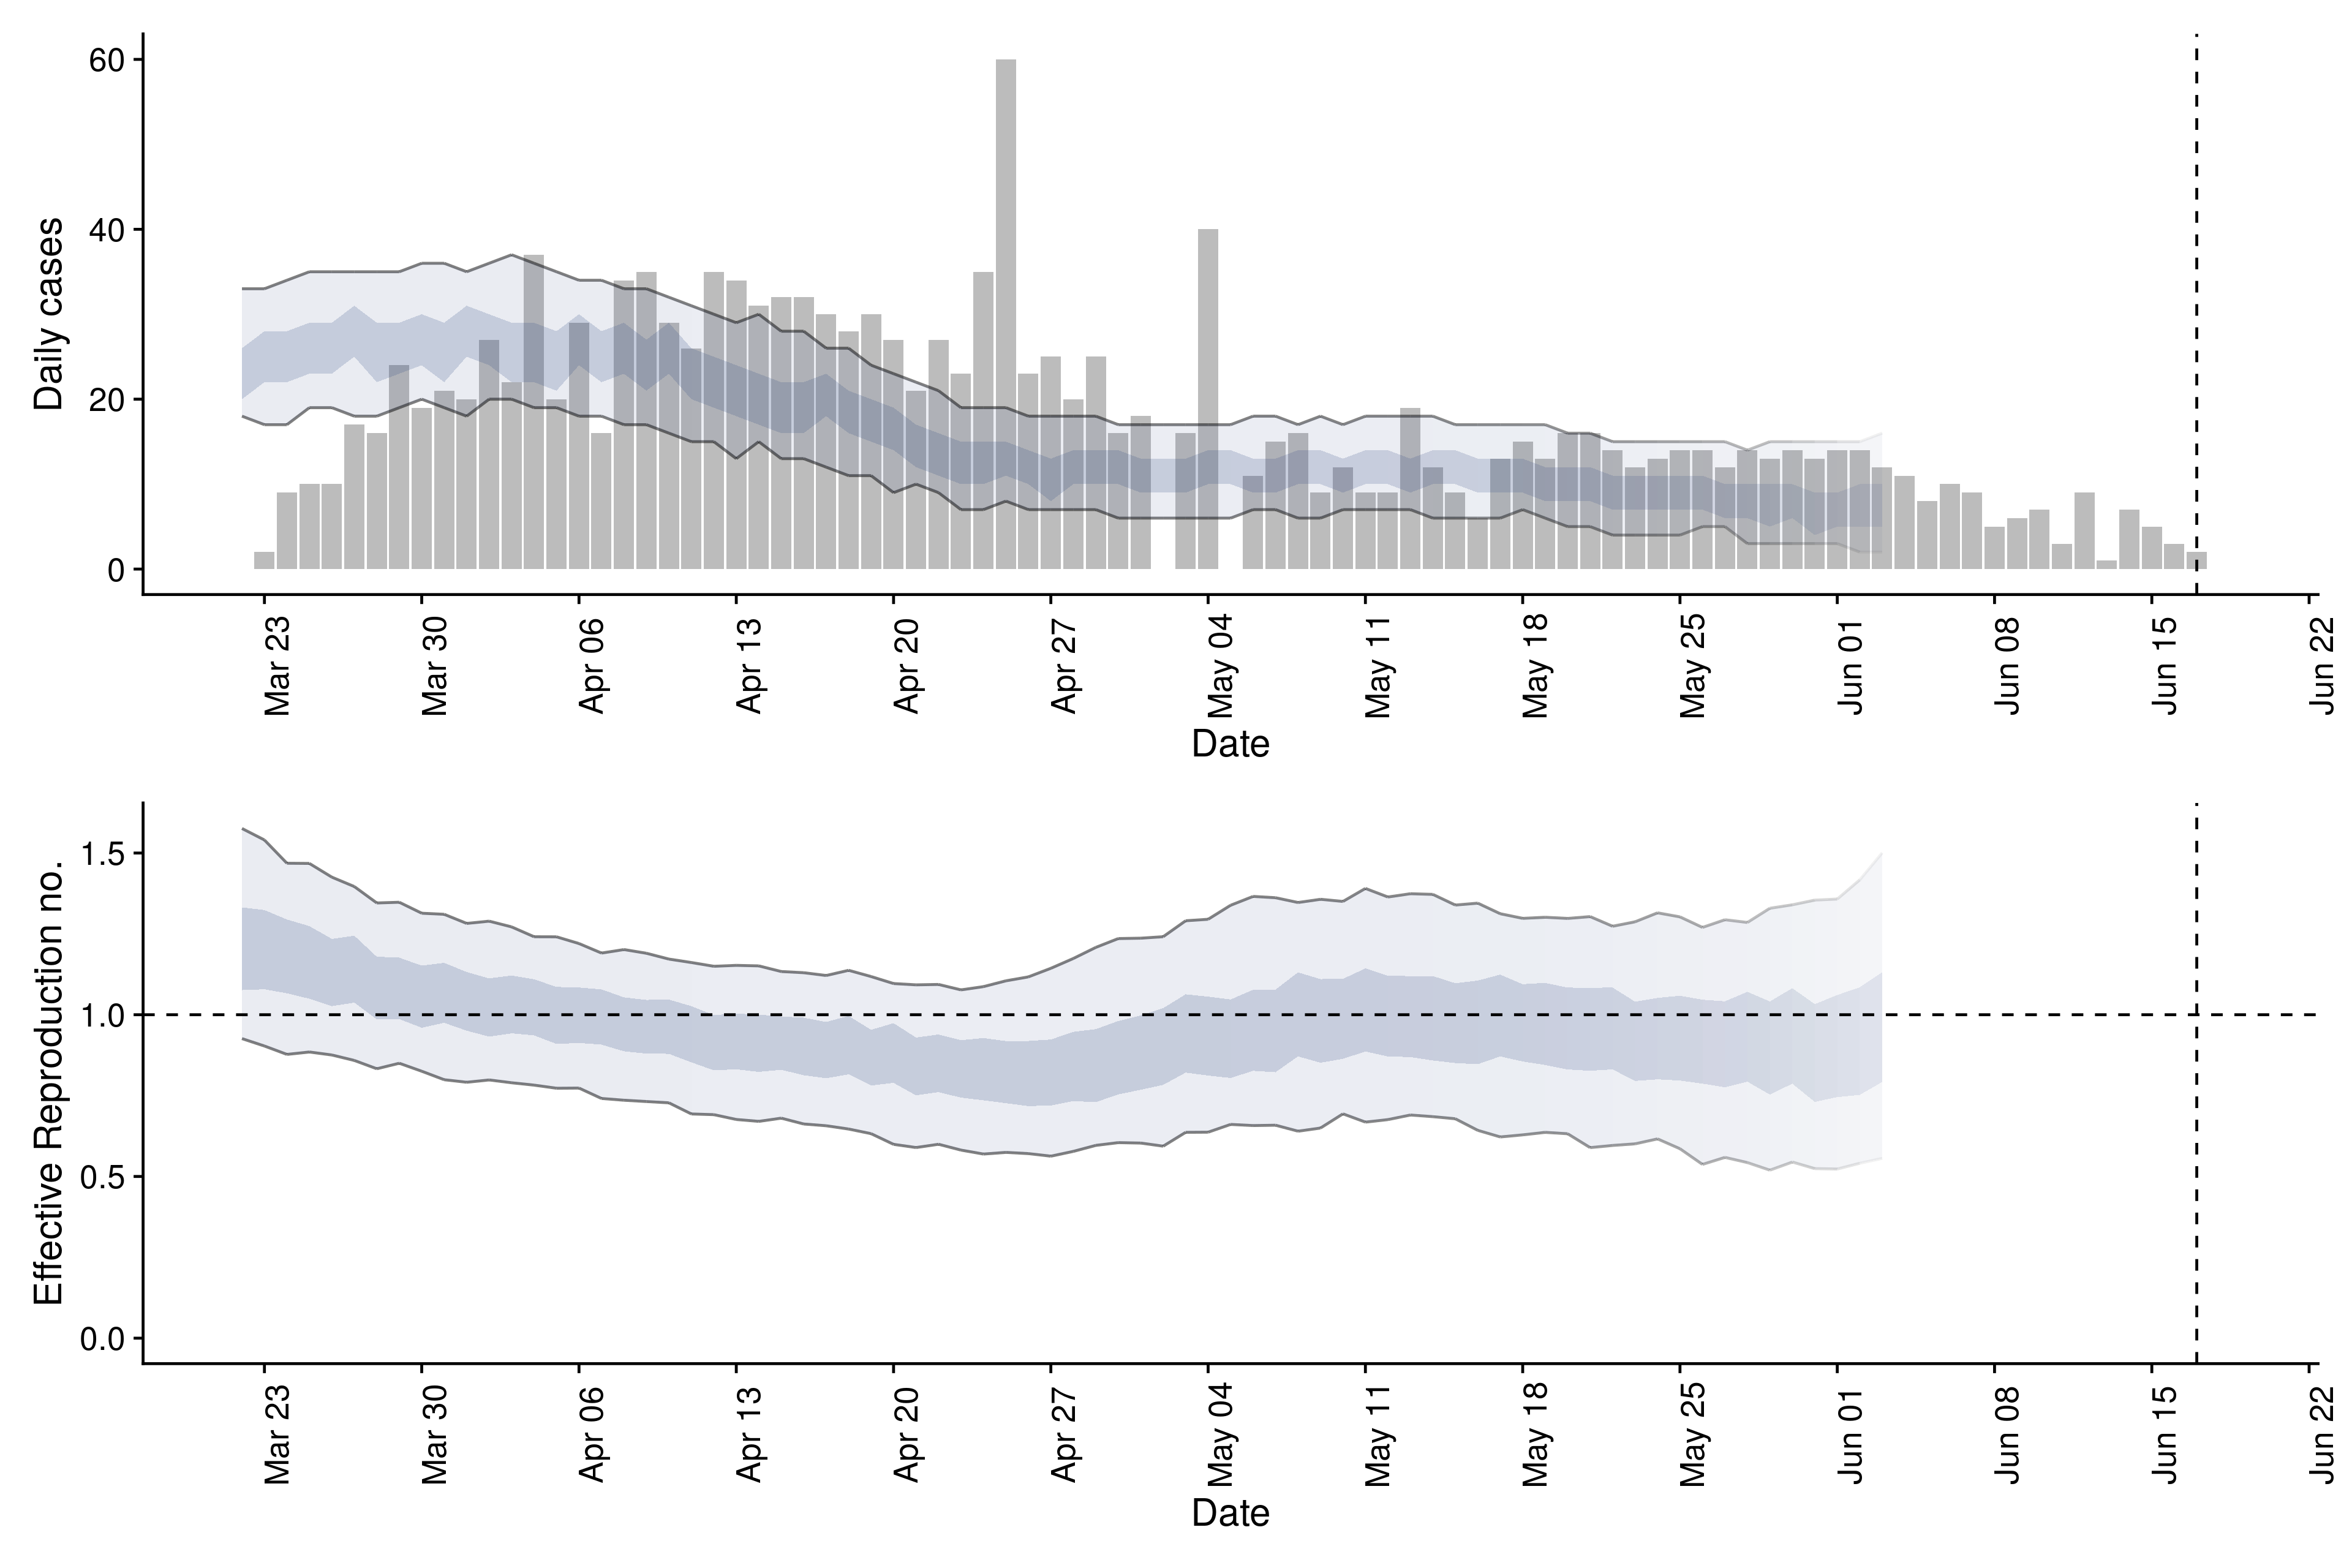 Daily cases
60
40
20
0
Mar 23
Mar 30
Apr 06
Apr 13
Apr 20
Apr 27
May 04
May 11
May 18
May 25
Jun 01
Jun 08
Jun 15
Jun 22
Date
Effective Reproduction no.
1.5
1.0
0.5
0.0
Mar 23
Mar 30
Apr 06
Apr 13
Apr 20
Apr 27
May 04
May 11
May 18
May 25
Jun 01
Jun 08
Jun 15
Jun 22
Date